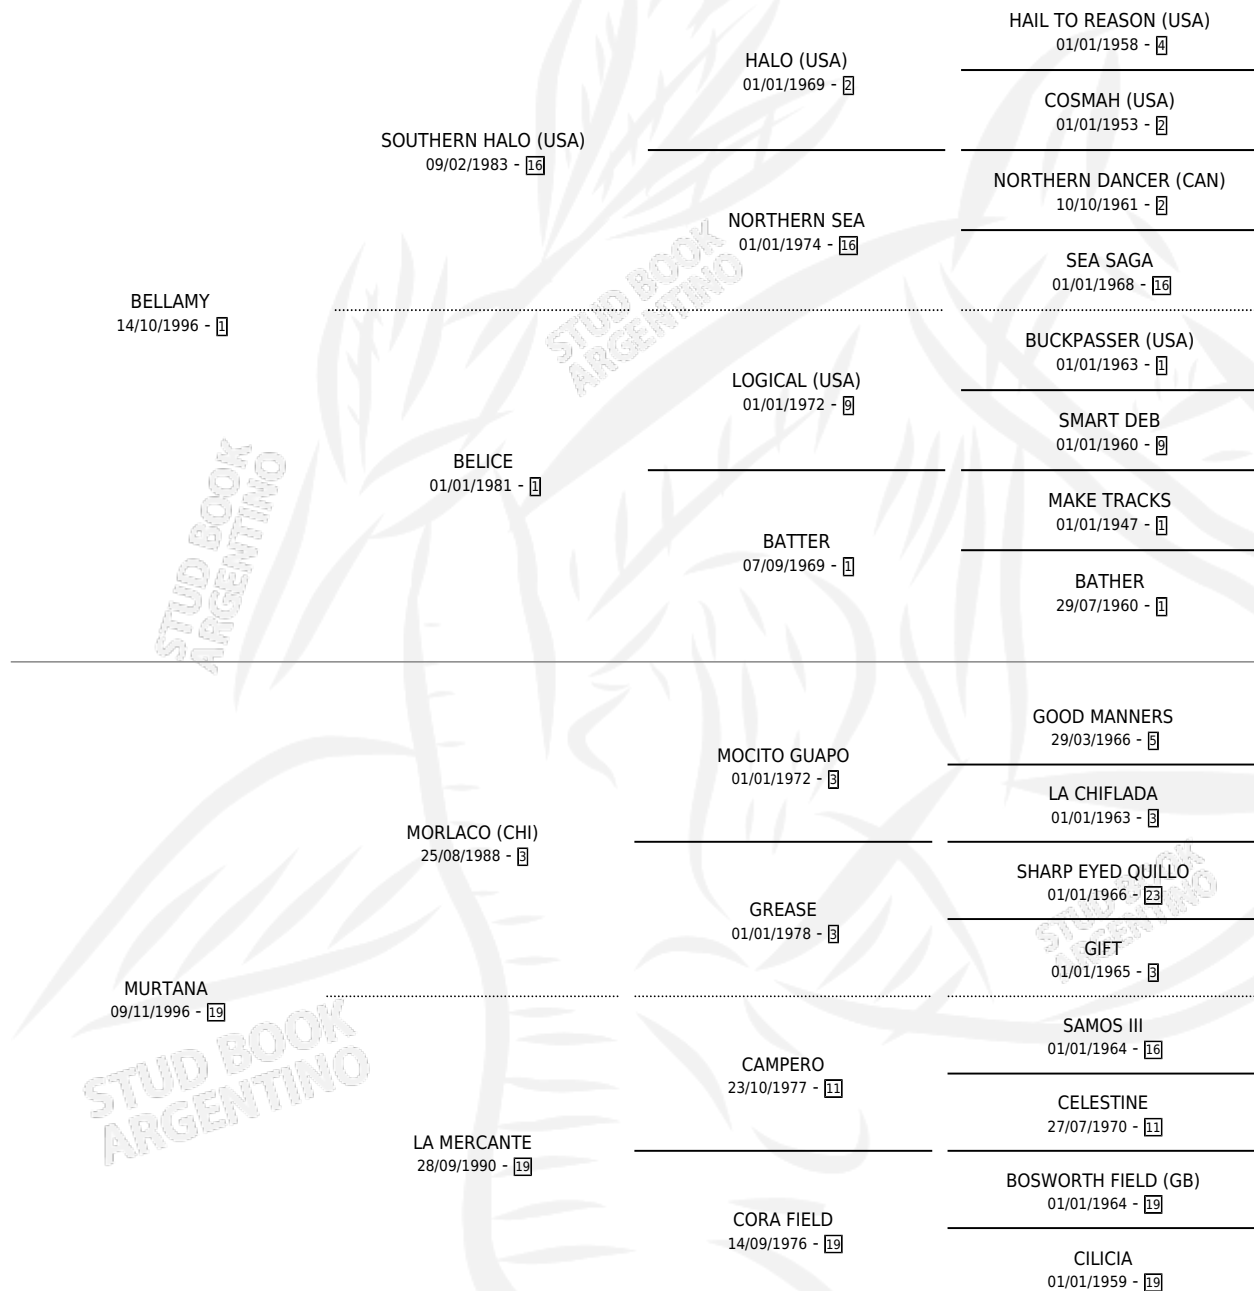 HAIL TO REASON (USA)
01/01/1958 - 4
HALO (USA)
01/01/1969 - 2
COSMAH (USA)
01/01/1953 - 2
SOUTHERN HALO (USA)
09/02/1983 - 16
NORTHERN DANCER (CAN)
10/10/1961 - 2
NORTHERN SEA
01/01/1974 - 16
SEA SAGA
01/01/1968 - 16
BELLAMY
14/10/1996 - 1
STUD BOOK
ARGENTINO
BUCKPASSER (USA)
01/01/1963 - 1
LOGICAL (USA)
01/01/1972 - 9
SMART DEB
01/01/1960 - 9
BELICE
01/01/1981 - 1
MAKE TRACKS
01/01/1947 - 1
BATTER
07/09/1969 - 1
BATHER
29/07/1960 - 1
STUD BOOK
ARGENTINO
GOOD MANNERS
29/03/1966 - 5
MOCITO GUAPO
01/01/1972 - 3
LA CHIFLADA
01/01/1963 - 3
MORLACO (CHI)
25/08/1988 - 3
SHARP EYED QUILLO
01/01/1966 - 23
GREASE
01/01/1978 - 3
GIFT
01/01/1965 - 3
STUD BOOK
ARGENTINO
MURTANA
09/11/1996 - 19
SAMOS III
01/01/1964 - 16
CAMPERO
23/10/1977 - 11
CELESTINE
27/07/1970 - 11
LA MERCANTE
28/09/1990 - 19
BOSWORTH FIELD (GB)
01/01/1964 - 19
CORA FIELD
14/09/1976 - 19
CILICIA
01/01/1959 - 19
STUD BOOK
ARGENTINO